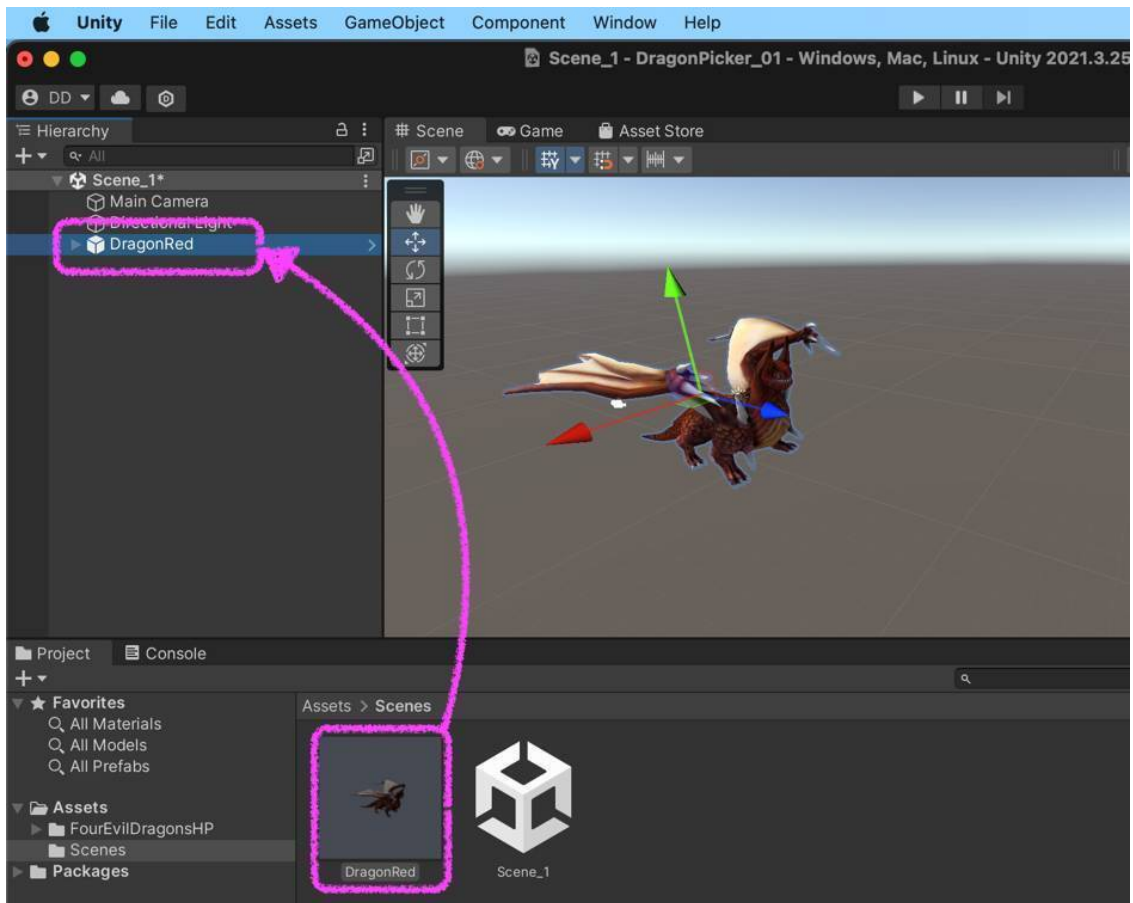 Unity File Edit Assets GameObject Component Window Help
Scene_1 - DragonPicker_01 - Windows, Mac, Linux - Unity 2021.3.25
DD
Hierarchy
Scene Game Asset Store
All
Scene_1*
Main Camera
Directional Light
DragonRed
Project Console
Favorites
All Materials
All Models
All Prefabs
Assets
FourEvilDragonsHP
Scenes
Packages
Assets > Scenes
DragonRed
Scene_1